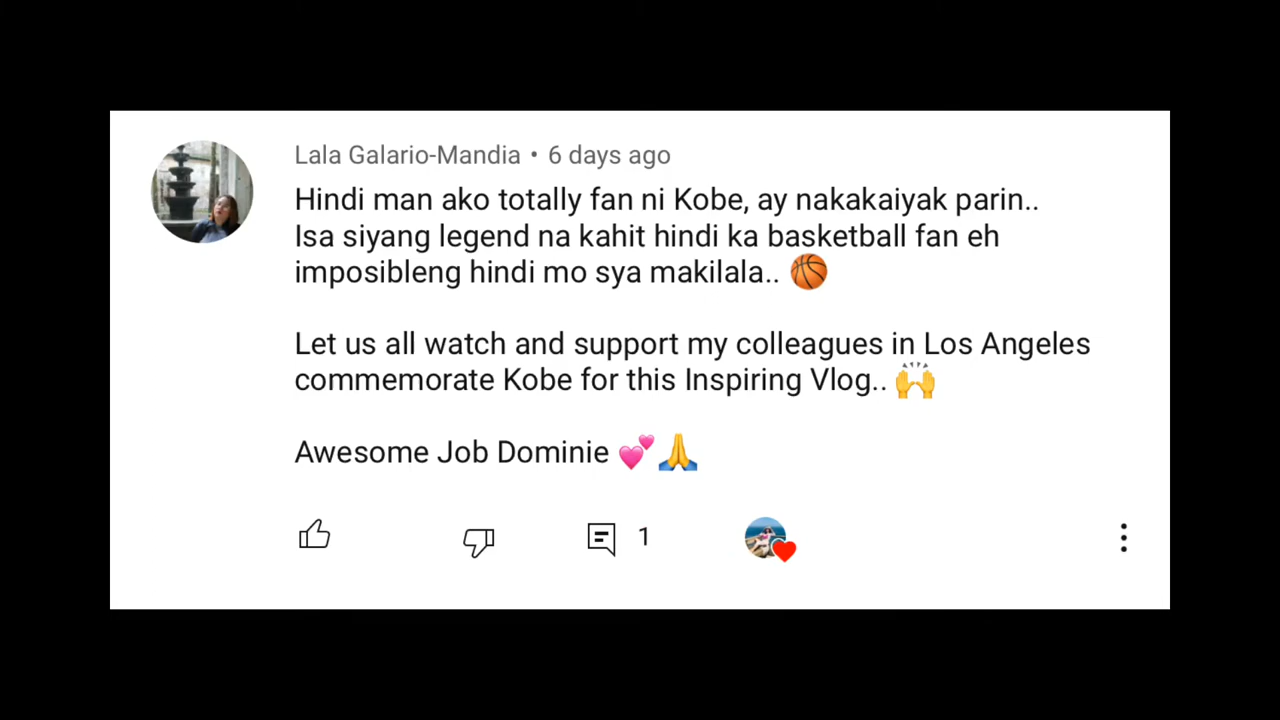 Lala Galario-Mandia • 6 days ago
Hindi man ako totally fan ni Kobe, ay nakakaiyak parin..
Isa siyang legend na kahit hindi ka basketball fan eh
imposibleng hindi mo sya makilala.. 🏀
Let us all watch and support my colleagues in Los Angeles
commemorate Kobe for this Inspiring Vlog.. 🙌
Awesome Job Dominie 💕🙏
1